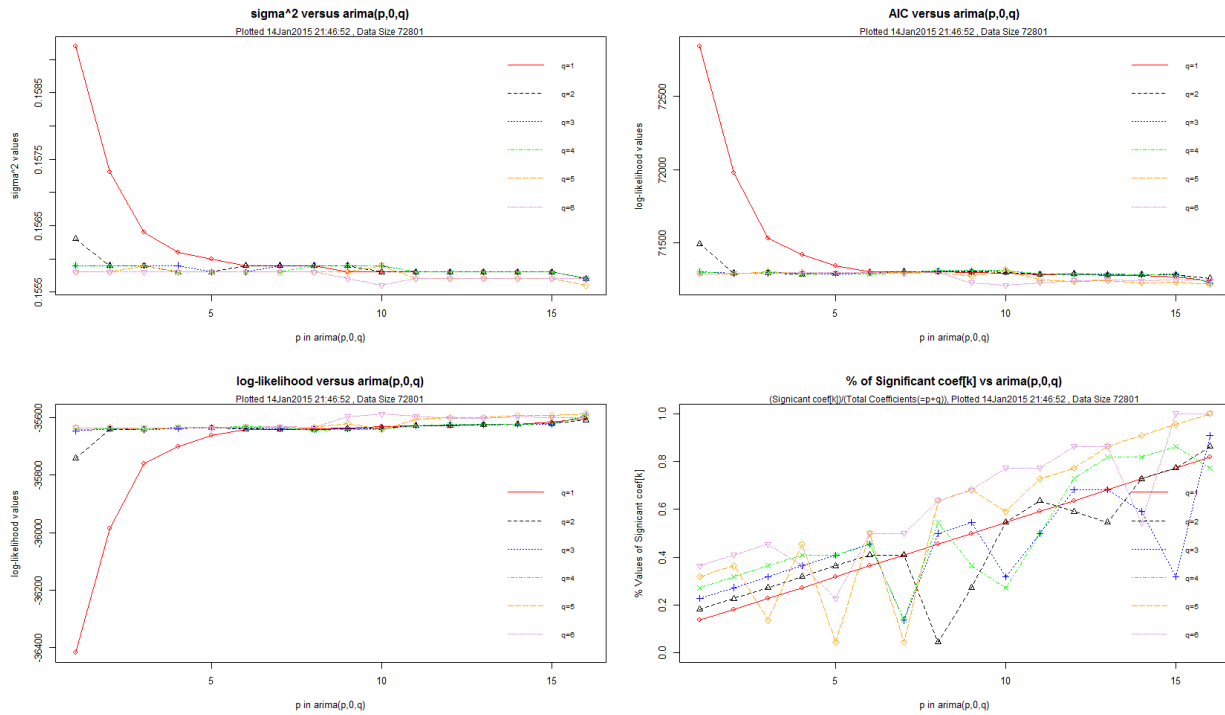 sigma^2 versus arima(p,0,q)
Plotted 14Jan2015 21:46:52 , Data Size 72801
sigma^2 values
0.1585
0.1575
0.1565
0.1555
5
10
15
p in arima(p,0,q)
q=1
q=2
q=3
q=4
q=5
q=6
AIC versus arima(p,0,q)
Plotted 14Jan2015 21:46:52 , Data Size 72801
log-likelihood values
72500
72000
71500
5
10
15
p in arima(p,0,q)
q=1
q=2
q=3
q=4
q=5
q=6
log-likelihood versus arima(p,0,q)
Plotted 14Jan2015 21:46:52 , Data Size 72801
log-likelihood values
-35600
-35800
-36000
-36200
-36400
5
10
15
p in arima(p,0,q)
q=1
q=2
q=3
q=4
q=5
q=6
% of Significant coef[k] vs arima(p,0,q)
(Signicant coef[k])/(Total Coefficients(=p+q)), Plotted 14Jan2015 21:46:52 , Data Size 72801
% Values of Signicant coef[k]
1.0
0.8
0.6
0.4
0.2
0.0
5
10
15
p in arima(p,0,q)
q=1
q=2
q=3
q=4
q=5
q=6